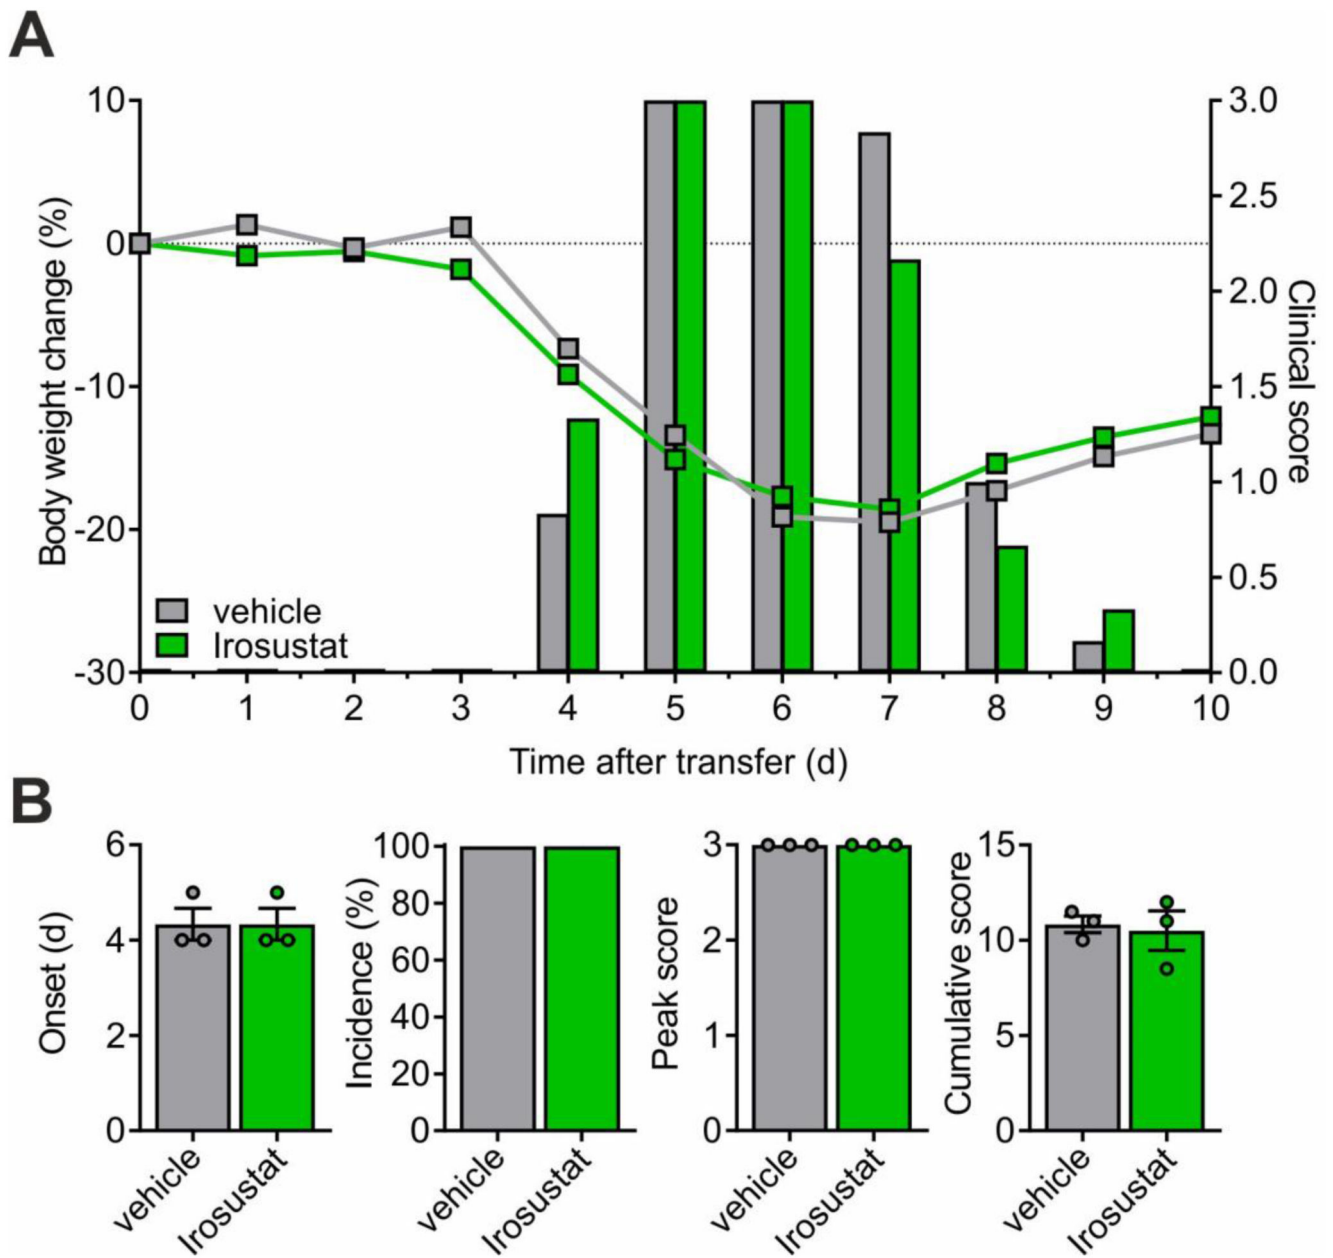 A
Body weight change (%)
10
0
-10
-20
-30
3.0
2.5
2.0
1.5
1.0
0.5
0.0
Clinical score
vehicle
Irosustat
0 1 2 3 4 5 6 7 8 9 10
Time after transfer (d)
B
Onset (d)
6
4
2
0
vehicle
Irosustat
Incidence (%)
100
80
60
40
20
0
vehicle
Irosustat
Peak score
3
2
1
0
vehicle
Irosustat
Cumulative score
15
10
5
0
vehicle
Irosustat